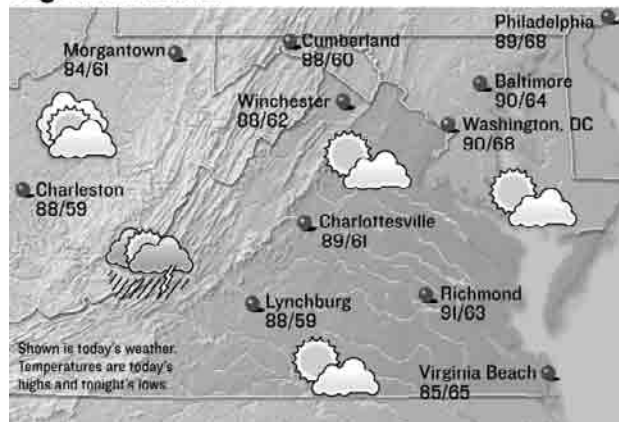 Philadelphia
89/68
Morgantown
84/61
Cumberland
88/60
Baltimore
90/64
Winchester
88/62
Washington, DC
90/68
Charleston
88/59
Charlottesville
89/61
Lynchburg
88/59
Richmond
91/63
Shown is today's weather.
Temperatures are today's
highs and tonight's lows.
Virginia Beach
85/65